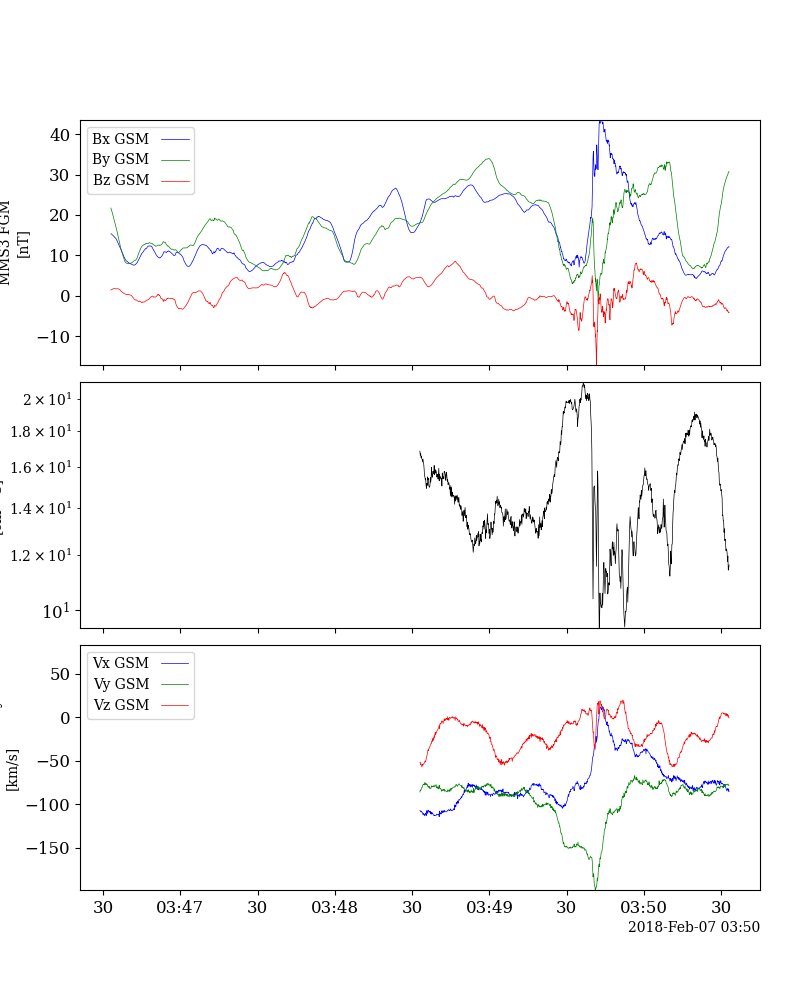 MMS3 FGM
[nT]
40
30
20
10
0
−10
Bx GSM
By GSM
Bz GSM
2 × 10¹
1.8 × 10¹
1.6 × 10¹
1.4 × 10¹
1.2 × 10¹
10¹
[km/s]
50
0
−50
−100
−150
Vx GSM
Vy GSM
Vz GSM
30 03:47 30 03:48 30 03:49 30 03:50 30
2018-Feb-07 03:50